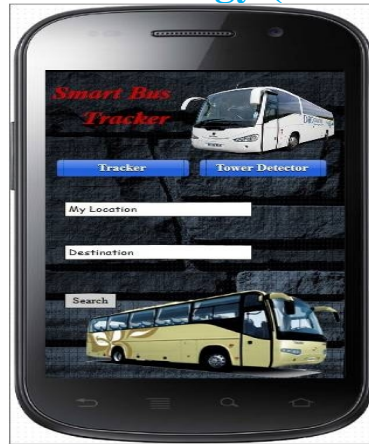 Smart Bus
Tracker
Tracker
Tower Detector
My Location
Destination
Search